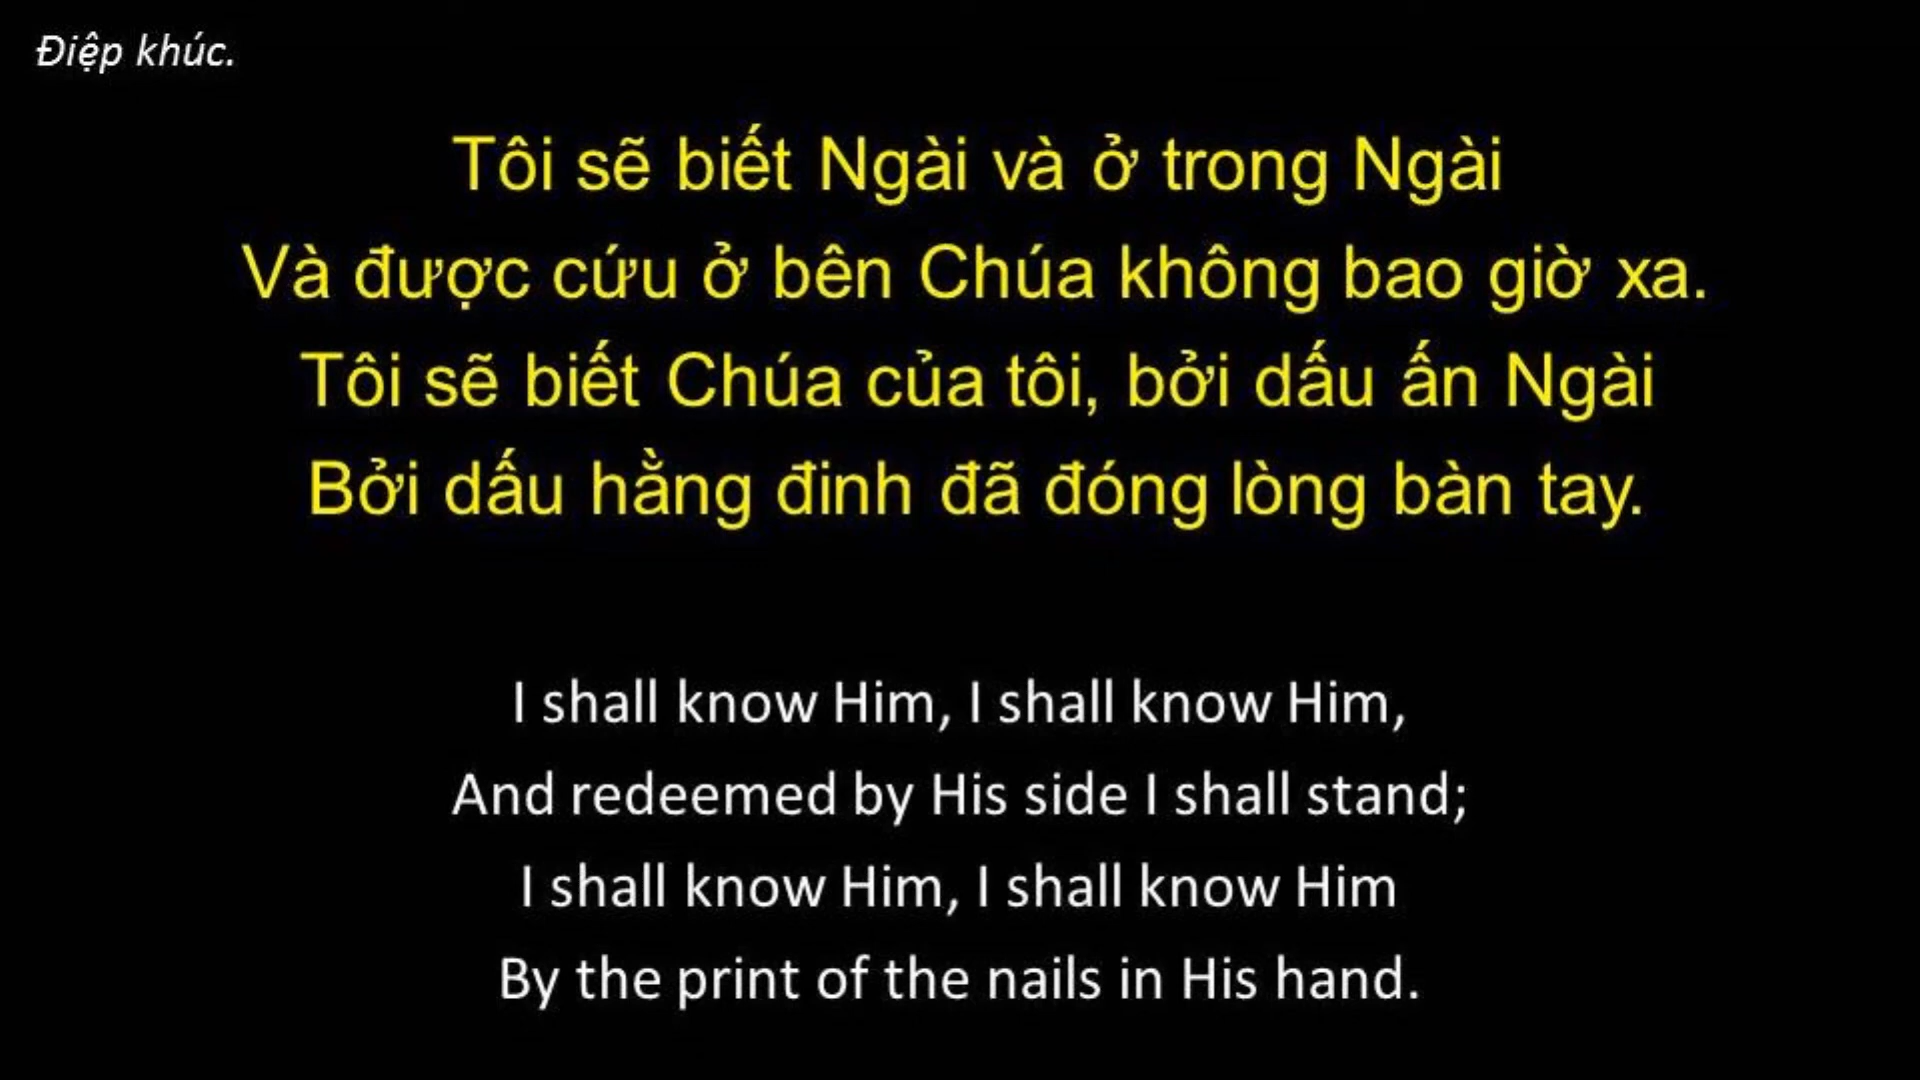 Điệp khúc.
Tôi sẽ biết Ngài và ở trong Ngài
Và được cứu ở bên Chúa không bao giờ xa.
Tôi sẽ biết Chúa của tôi, bởi dấu ấn Ngài
Bởi dấu hằng đinh đã đóng lòng bàn tay.
I shall know Him, I shall know Him,
And redeemed by His side I shall stand;
I shall know Him, I shall know Him
By the print of the nails in His hand.